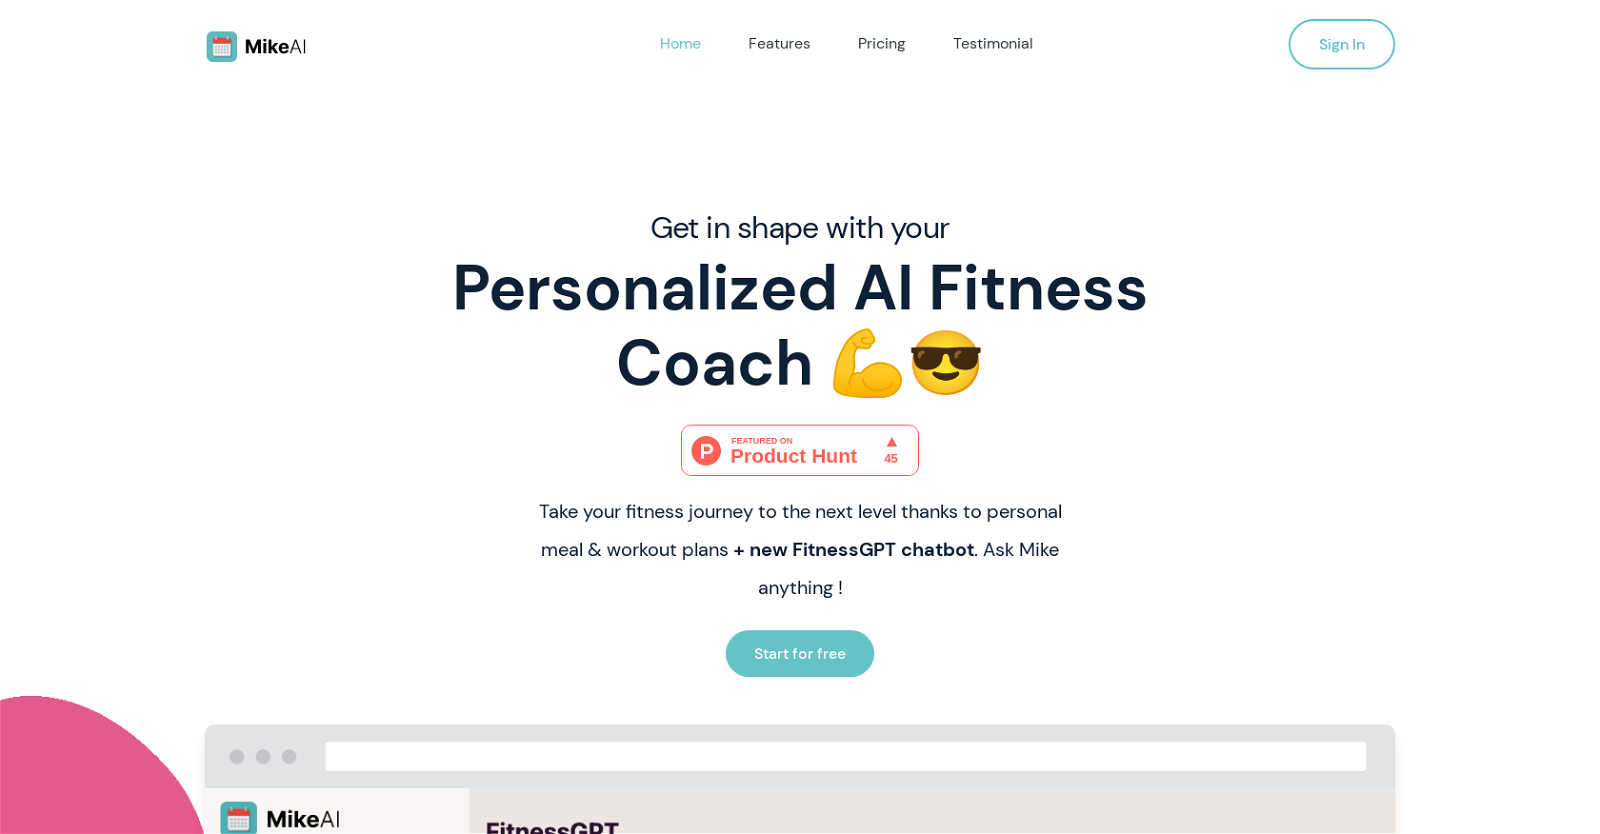 MikeAI
Home
Features
Pricing
Testimonial
Sign In
Get in shape with your
Personalized AI Fitness
Coach 💪😎
P
FEATURED ON
Product Hunt
▲
45
Take your fitness journey to the next level thanks to personal
meal & workout plans + new FitnessGPT chatbot. Ask Mike
anything !
Start for free
MikeAI
FitnessGPT